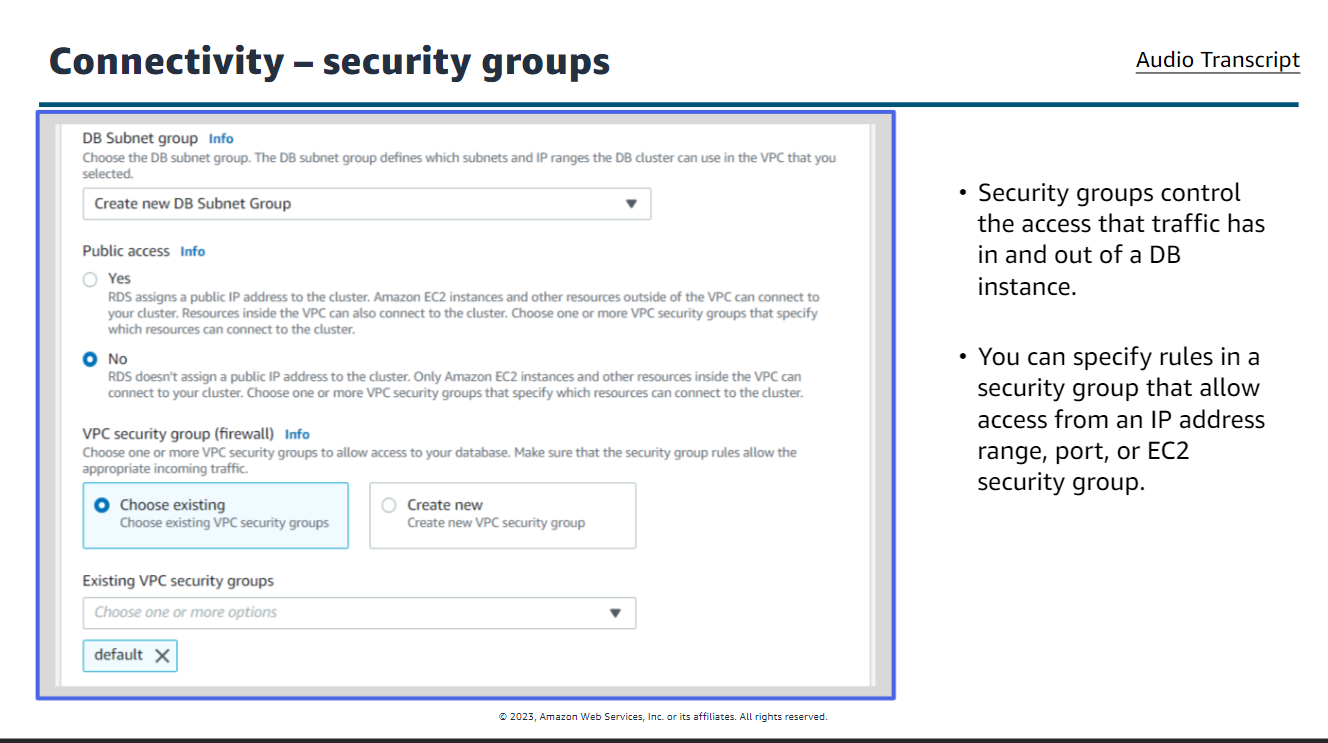 Connectivity – security groups
Audio Transcript
DB Subnet group Info
Choose the DB subnet group. The DB subnet group defines which subnets and IP ranges the DB cluster can use in the VPC that you
selected.
Create new DB Subnet Group
Public access Info
Yes
RDS assigns a public IP address to the cluster. Amazon EC2 instances and other resources outside of the VPC can connect to
your cluster. Resources inside the VPC can also connect to the cluster. Choose one or more VPC security groups that specify
which resources can connect to the cluster.
No
RDS doesn't assign a public IP address to the cluster. Only Amazon EC2 instances and other resources inside the VPC can
connect to your cluster. Choose one or more VPC security groups that specify which resources can connect to the cluster.
VPC security group (firewall) Info
Choose one or more VPC security groups to allow access to your database. Make sure that the security group rules allow the
appropriate incoming traffic.
Choose existing
Choose existing VPC security groups
Create new
Create new VPC security group
Existing VPC security groups
Choose one or more options
default
• Security groups control
the access that traffic has
in and out of a DB
instance.
• You can specify rules in a
security group that allow
access from an IP address
range, port, or EC2
security group.
© 2023, Amazon Web Services, Inc. or its affiliates. All rights reserved.